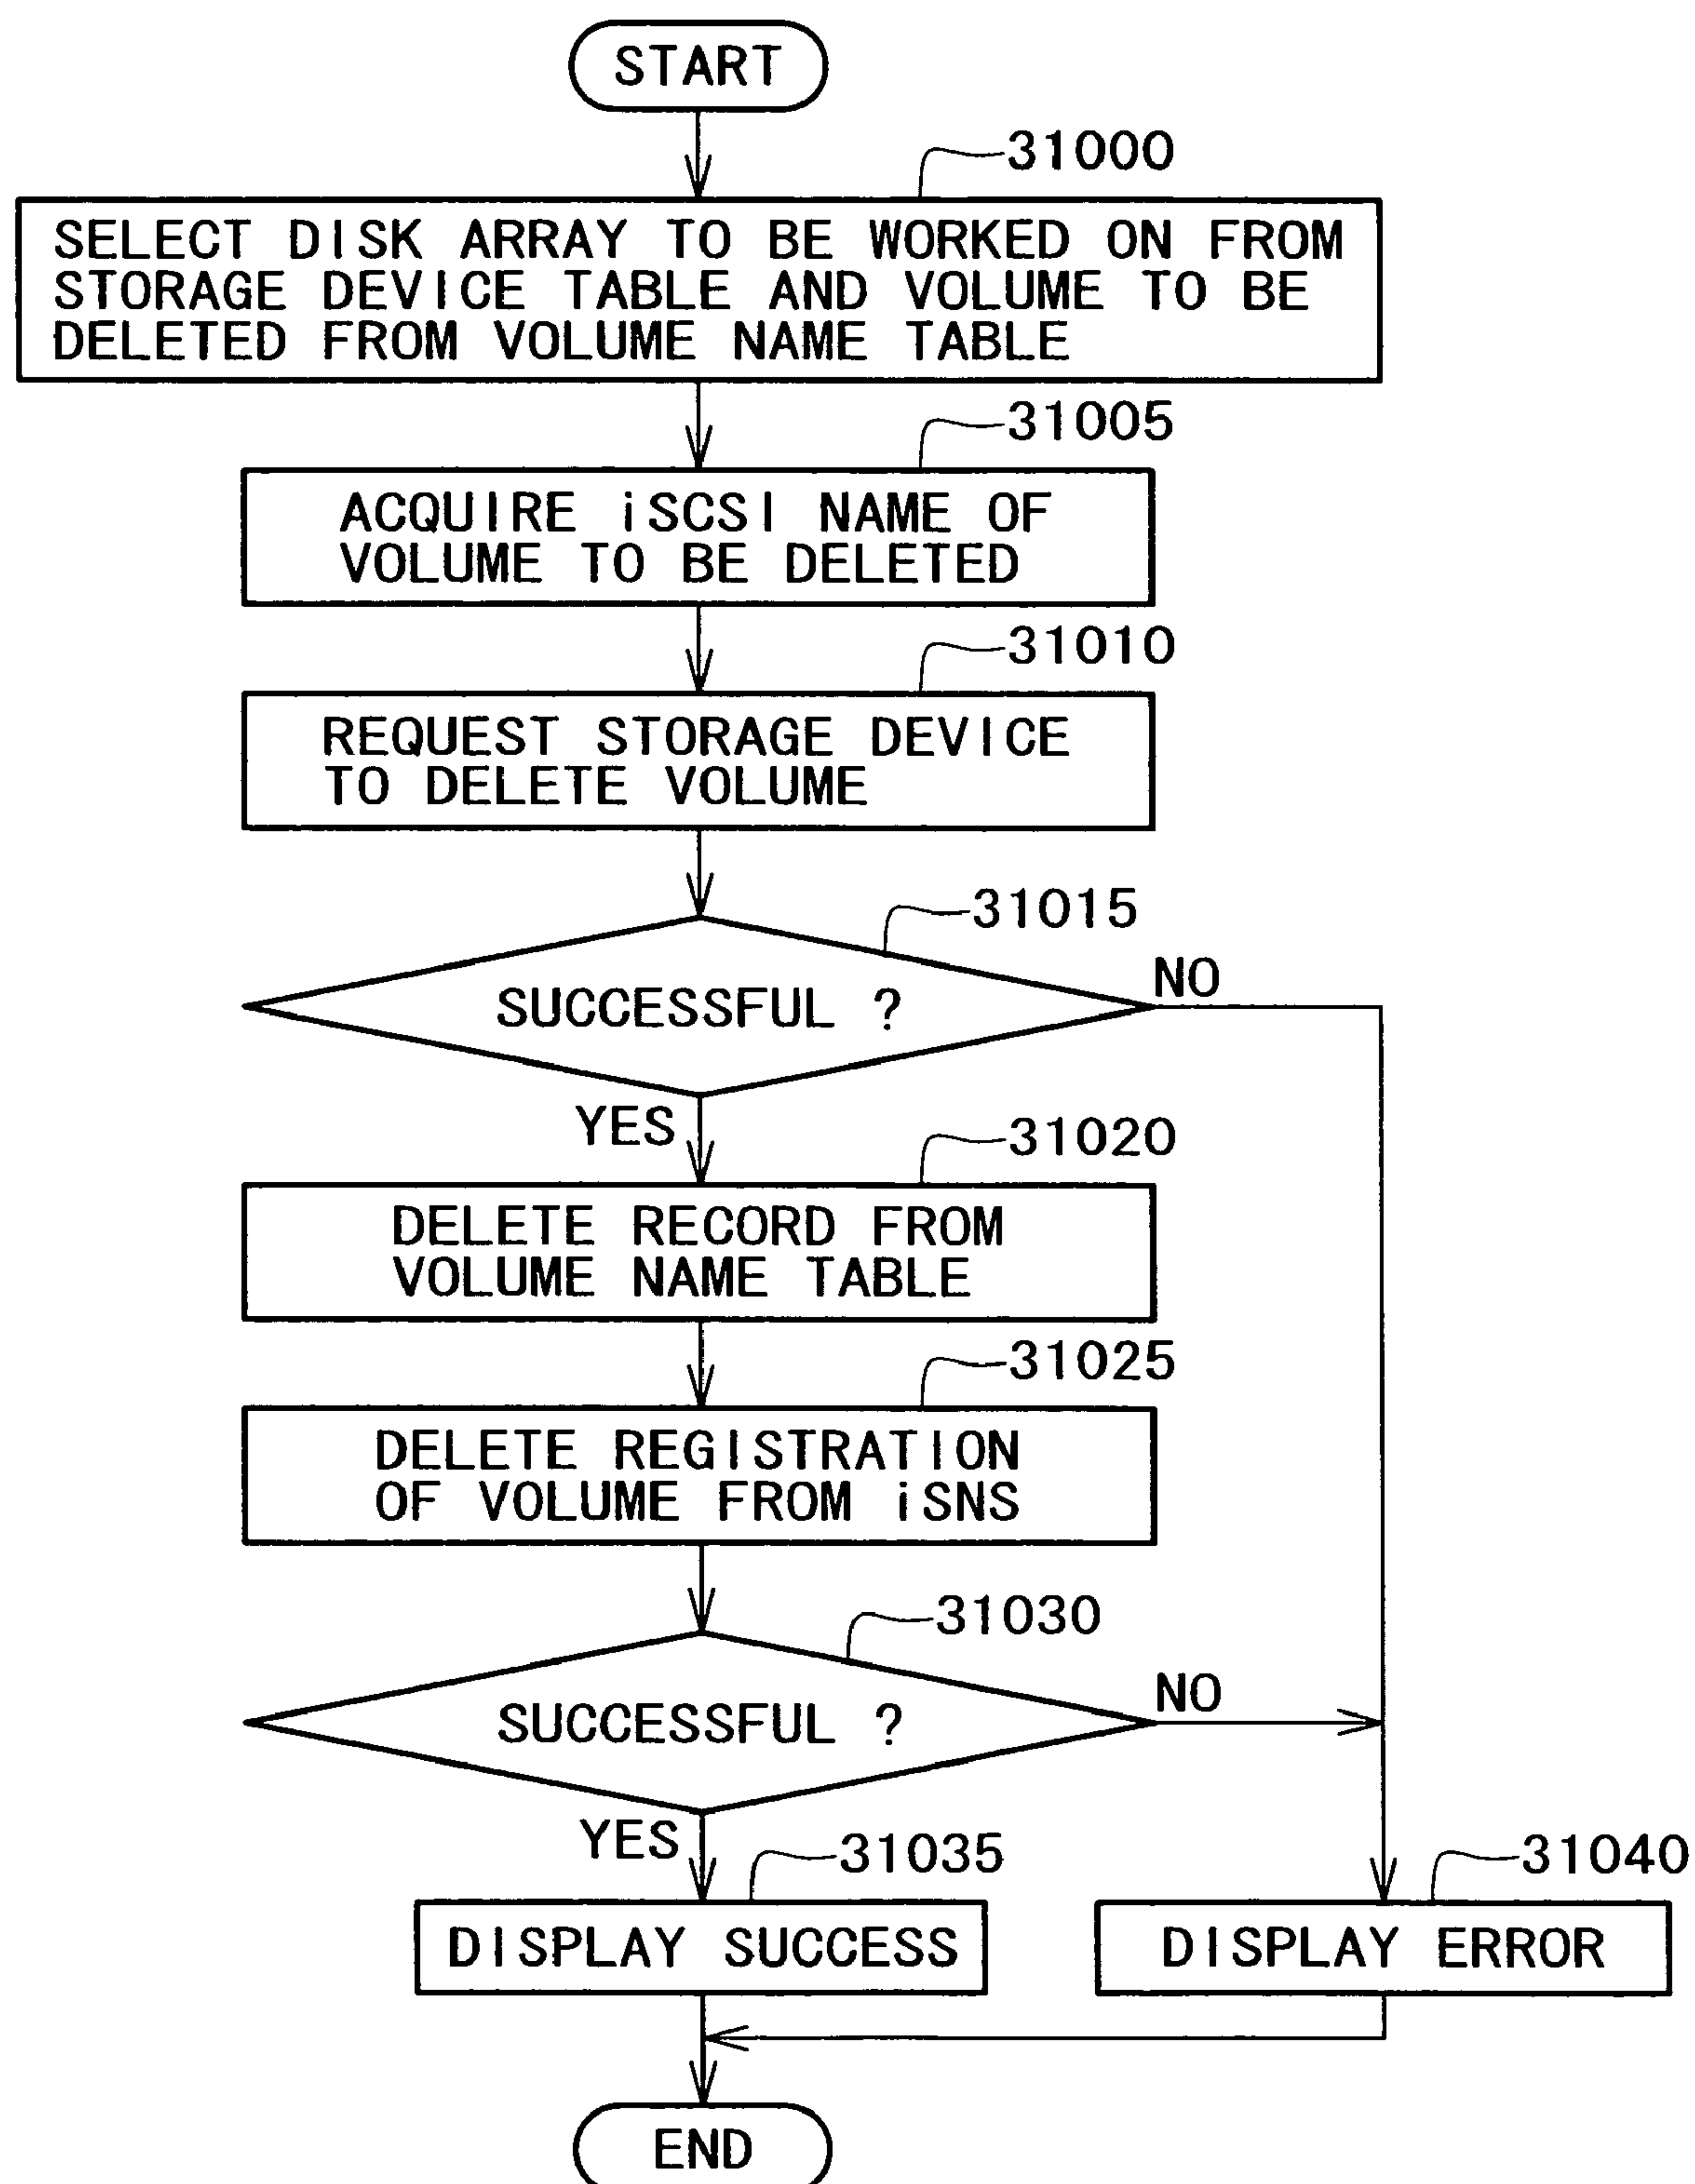 START
31000
SELECT DISK ARRAY TO BE WORKED ON FROM
STORAGE DEVICE TABLE AND VOLUME TO BE
DELETED FROM VOLUME NAME TABLE
31005
ACQUIRE iSCSI NAME OF
VOLUME TO BE DELETED
31010
REQUEST STORAGE DEVICE
TO DELETE VOLUME
31015
SUCCESSFUL ?
NO
YES
31020
DELETE RECORD FROM
VOLUME NAME TABLE
31025
DELETE REGISTRATION
OF VOLUME FROM iSNS
31030
SUCCESSFUL ?
NO
YES
31035
DISPLAY SUCCESS
31040
DISPLAY ERROR
END